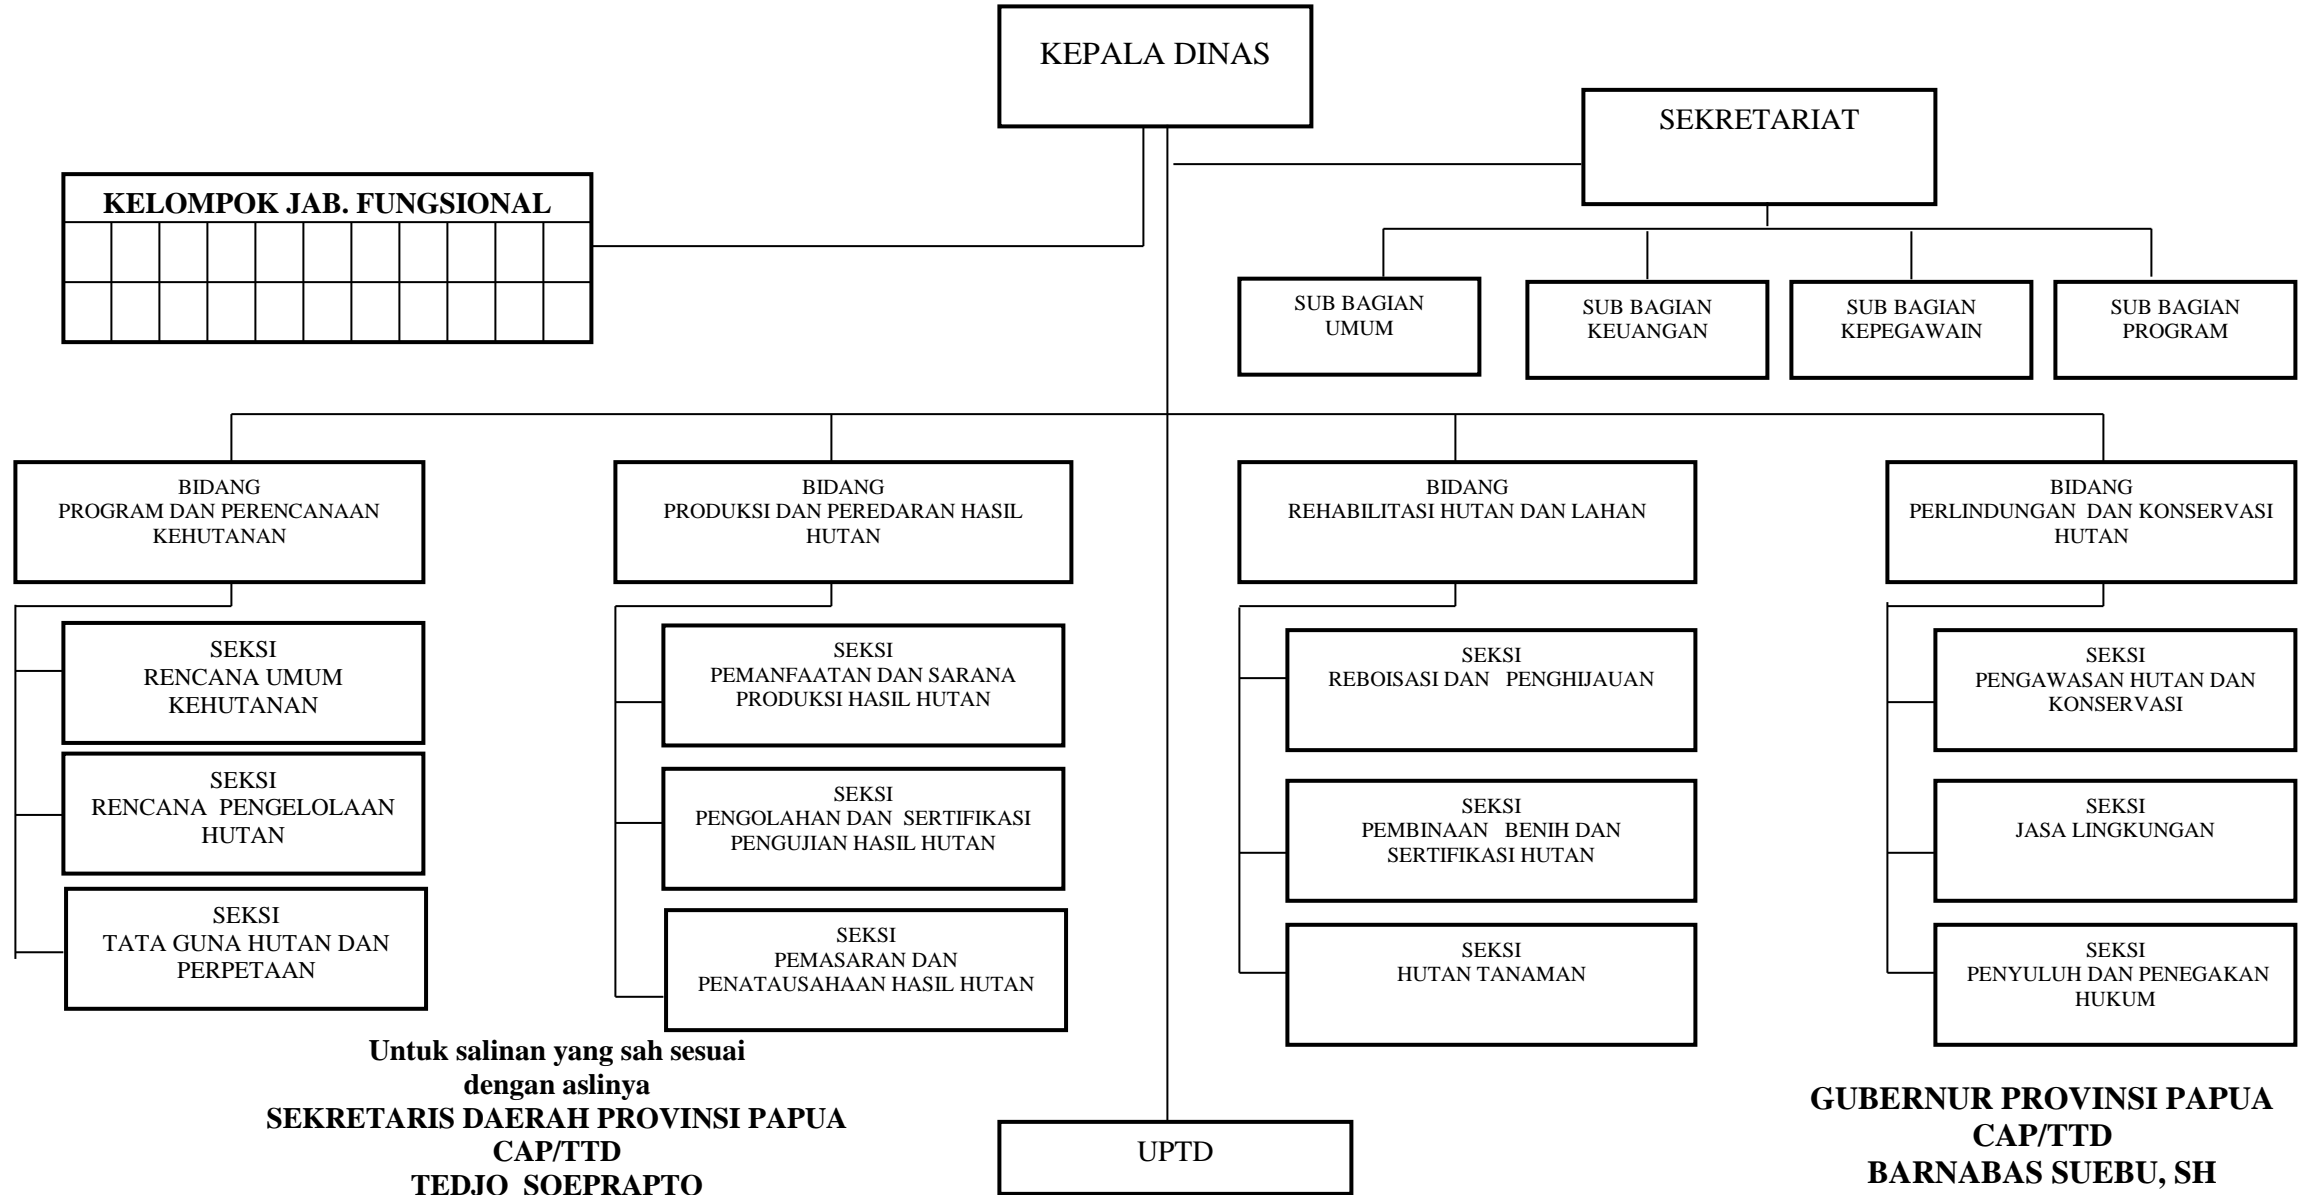 KEPALA DINAS
SEKRETARIAT
KELOMPOK JAB. FUNGSIONAL
SUB BAGIAN
UMUM
SUB BAGIAN
KEUANGAN
SUB BAGIAN
KEPEGAWAIN
SUB BAGIAN
PROGRAM
BIDANG
PROGRAM DAN PERENCANAAN
KEHUTANAN
BIDANG
PRODUKSI DAN PEREDARAN HASIL
HUTAN
BIDANG
REHABILITASI HUTAN DAN LAHAN
BIDANG
PERLINDUNGAN DAN KONSERVASI
HUTAN
SEKSI
RENCANA UMUM
KEHUTANAN
SEKSI
RENCANA PENGELOLAAN
HUTAN
SEKSI
TATA GUNA HUTAN DAN
PERPETAAN
SEKSI
PEMANFAATAN DAN SARANA
PRODUKSI HASIL HUTAN
SEKSI
PENGOLAHAN DAN SERTIFIKASI
PENGUJIAN HASIL HUTAN
SEKSI
PEMASARAN DAN
PENATAUSAHAAN HASIL HUTAN
SEKSI
REBOISASI DAN PENGHIJAUAN
SEKSI
PEMBINAAN BENIH DAN
SERTIFIKASI HUTAN
SEKSI
HUTAN TANAMAN
SEKSI
PENGAWASAN HUTAN DAN
KONSERVASI
SEKSI
JASA LINGKUNGAN
SEKSI
PENYULUH DAN PENEGAKAN
HUKUM
Untuk salinan yang sah sesuai
dengan aslinya
SEKRETARIS DAERAH PROVINSI PAPUA
CAP/TTD
TEDJO SOEPRAPTO
UPTD
GUBERNUR PROVINSI PAPUA
CAP/TTD
BARNABAS SUEBU, SH